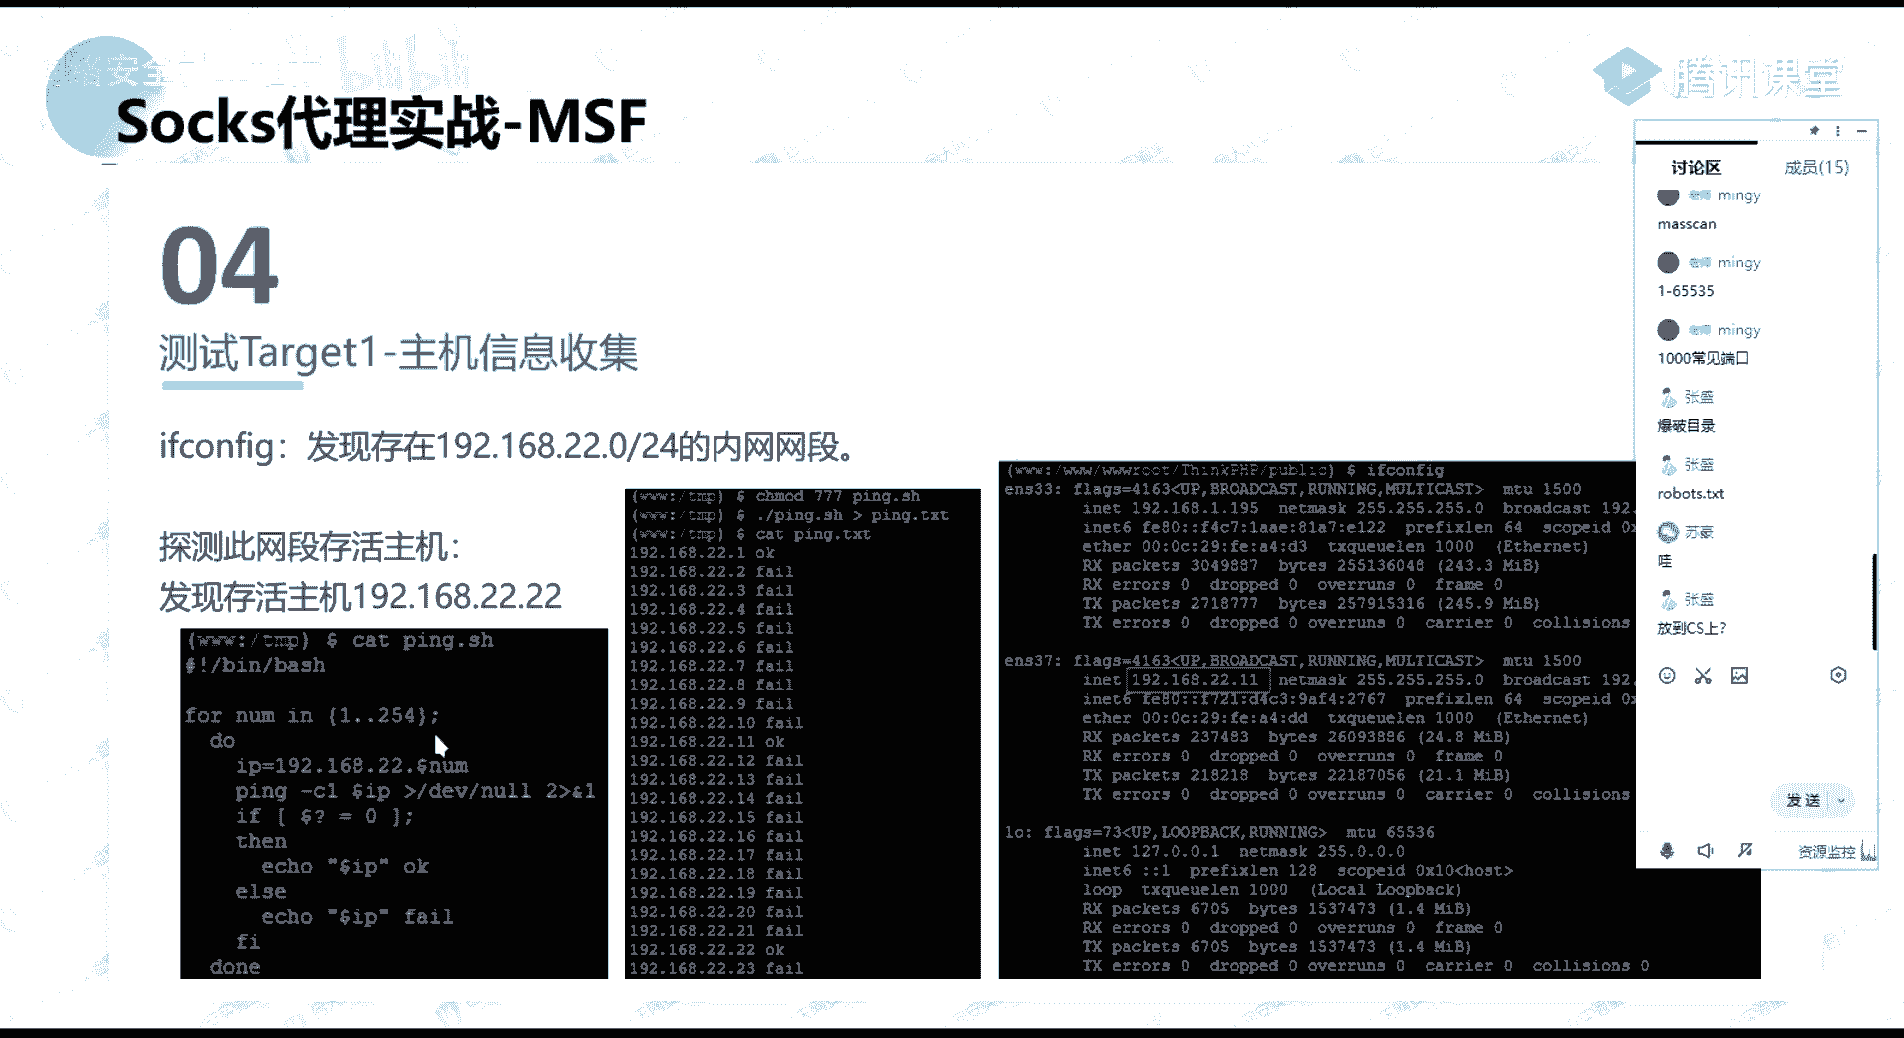 腾讯课堂
Socks代理实战-MSF
04
测试Target1-主机信息收集
ifconfig：发现存在192.168.22.0/24的内网网段。
探测此网段存活主机：
发现存活主机192.168.22.22
(www:/tmp) $ cat ping.sh
#!/bin/bash
for num in {1..254};
do
ip=192.168.22.$num
ping -c1 $ip >/dev/null 2>&1
if [ $? = 0 ];
then
echo "$ip" ok
else
echo "$ip" fail
fi
done
(www:/tmp) $ chmod 777 ping.sh
(www:/tmp) $ ./ping.sh > ping.txt
(www:/tmp) $ cat ping.txt
192.168.22.1 ok
192.168.22.2 fail
192.168.22.3 fail
192.168.22.4 fail
192.168.22.5 fail
192.168.22.6 fail
192.168.22.7 fail
192.168.22.8 fail
192.168.22.9 fail
192.168.22.10 fail
192.168.22.11 ok
192.168.22.12 fail
192.168.22.13 fail
192.168.22.14 fail
192.168.22.15 fail
192.168.22.16 fail
192.168.22.17 fail
192.168.22.18 fail
192.168.22.19 fail
192.168.22.20 fail
192.168.22.21 fail
192.168.22.22 ok
192.168.22.23 fail
(www:/www/wwwroot/ThinkPHP/public) $ ifconfig
ens33: flags=4163<UP,BROADCAST,RUNNING,MULTICAST> mtu 1500
inet 192.168.1.195 netmask 255.255.255.0 broadcast 192.
inet6 fe80::f4c7:1aae:81a7:e122 prefixlen 64 scopeid 0x
ether 00:0c:29:fe:a4:d3 txqueuelen 1000 (Ethernet)
RX packets 3049887 bytes 255136048 (243.3 MiB)
RX errors 0 dropped 0 overruns 0 frame 0
TX packets 2718777 bytes 257915316 (245.9 MiB)
TX errors 0 dropped 0 overruns 0 carrier 0 collisions
ens37: flags=4163<UP,BROADCAST,RUNNING,MULTICAST> mtu 1500
inet 192.168.22.11 netmask 255.255.255.0 broadcast 192.
inet6 fe80::f721:d4c3:9af4:2767 prefixlen 64 scopeid 0x
ether 00:0c:29:fe:a4:dd txqueuelen 1000 (Ethernet)
RX packets 237483 bytes 26093886 (24.8 MiB)
RX errors 0 dropped 0 overruns 0 frame 0
TX packets 218218 bytes 22187056 (21.1 MiB)
TX errors 0 dropped 0 overruns 0 carrier 0 collisions
lo: flags=73<UP,LOOPBACK,RUNNING> mtu 65536
inet 127.0.0.1 netmask 255.0.0.0
inet6 ::1 prefixlen 128 scopeid 0x10<host>
loop txqueuelen 1000 (Local Loopback)
RX packets 6705 bytes 1537473 (1.4 MiB)
RX errors 0 dropped 0 overruns 0 frame 0
TX packets 6705 bytes 1537473 (1.4 MiB)
TX errors 0 dropped 0 overruns 0 carrier 0 collisions 0
讨论区 成员(15)
mingy
masscan
mingy
1-65535
mingy
1000常见端口
张盛
爆破目录
张盛
robots.txt
苏豪
哇
张盛
放到CS上?
发送
资源监控